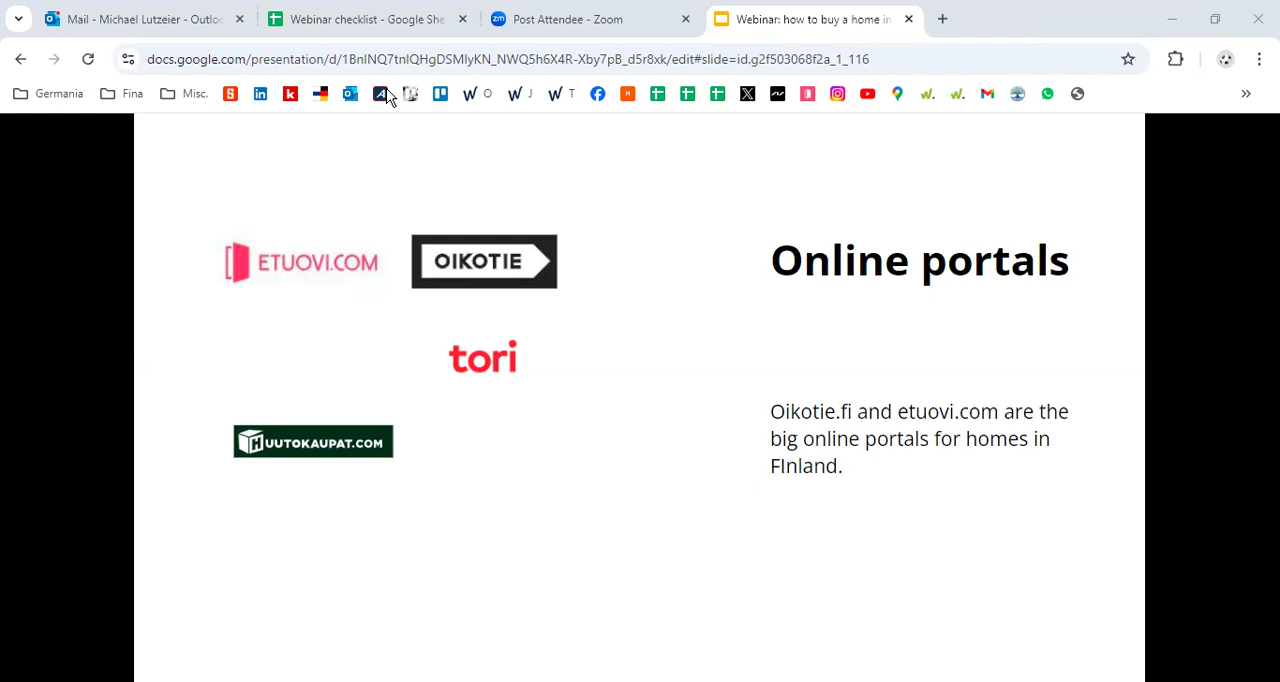 Mail - Michael Lutzeier - Outlo
Webinar checklist - Google She
Post Attendee - Zoom
Webinar: how to buy a home in
docs.google.com/presentation/d/1BnINQ7tnIQHgDSMIyKN_NWQ5h6X4R-Xby7pB_d5r8xk/edit#slide=id.g2f503068f2a_1_116
Germania Fina Misc. O J T
ETUOVI.COM
OIKOTIE
Online portals
tori
Oikotie.fi and etuovi.com are the
big online portals for homes in
FInland.
HUUTOKAUPAT.COM